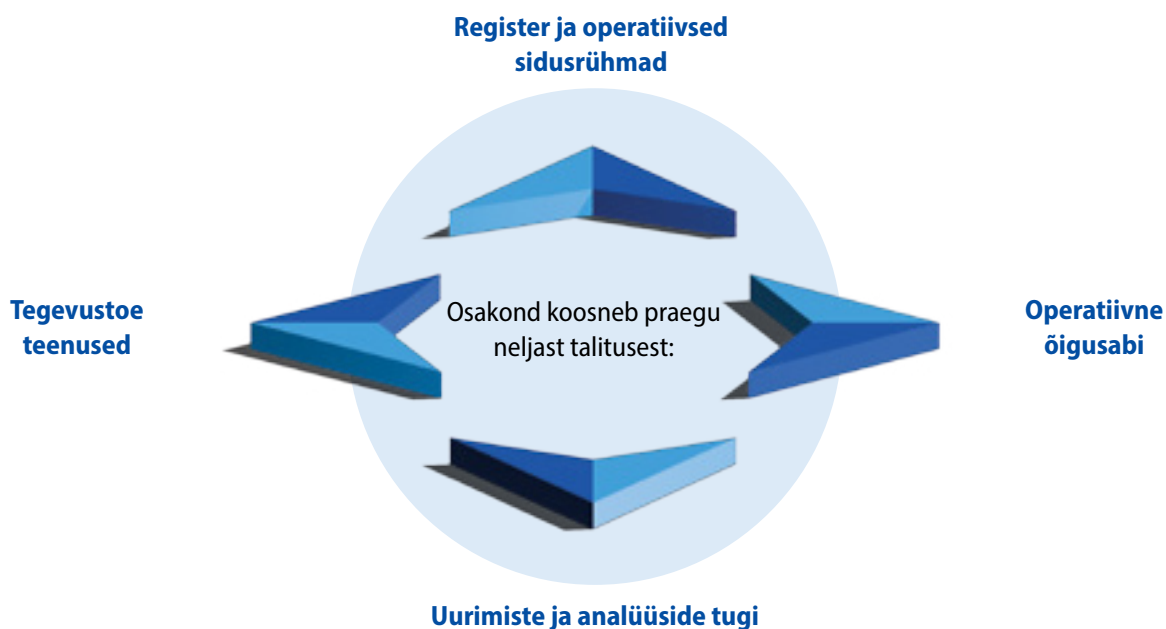 Register ja operatiivsed
sidusrühmad
Tegevustoe
teenused
Osakond koosneb praegu
neljast talitusest:
Operatiivne
õigusabi
Uurimiste ja analüüside tugi